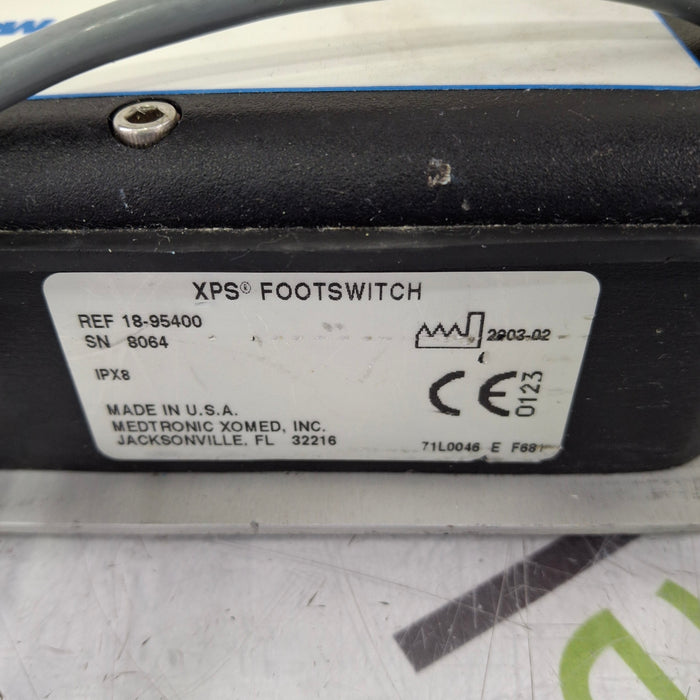 XPS® FOOTSWITCH
REF 18-95400
SN 8064
2003-02
IPX8
CE 0123
MADE IN U.S.A.
MEDTRONIC XOMED, INC.
JACKSONVILLE, FL 32216
71L0046 E